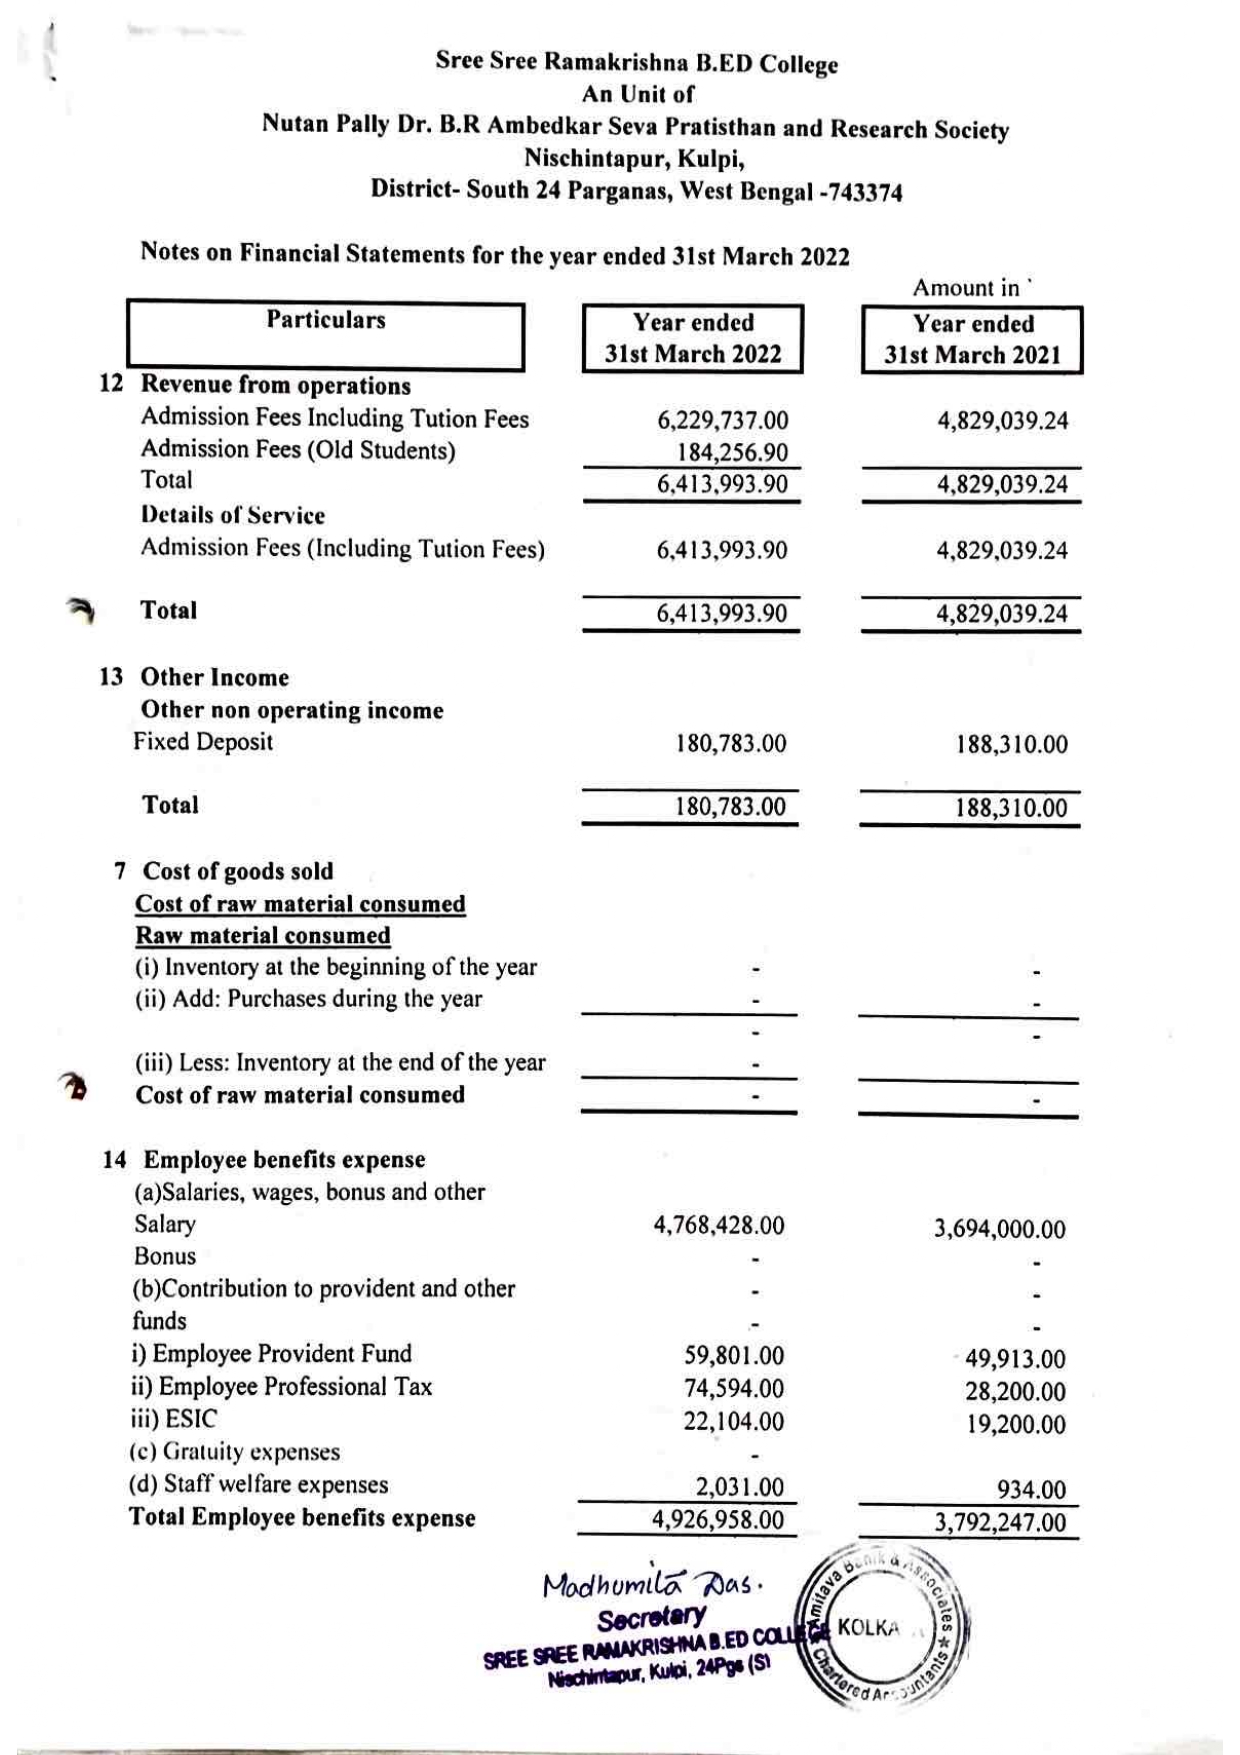 Sree Sree Ramakrishna B.ED College
An Unit of
Nutan Pally Dr. B.R Ambedkar Seva Pratisthan and Research Society
Nischintapur, Kulpi,
District- South 24 Parganas, West Bengal -743374
Notes on Financial Statements for the year ended 31st March 2022
Amount in `
Particulars Year ended 31st March 2022 Year ended 31st March 2021
12 Revenue from operations
Admission Fees Including Tution Fees 6,229,737.00 4,829,039.24
Admission Fees (Old Students) 184,256.90
Total 6,413,993.90 4,829,039.24
Details of Service
Admission Fees (Including Tution Fees) 6,413,993.90 4,829,039.24
Total 6,413,993.90 4,829,039.24
13 Other Income
Other non operating income
Fixed Deposit 180,783.00 188,310.00
Total 180,783.00 188,310.00
7 Cost of goods sold
Cost of raw material consumed
Raw material consumed
(i) Inventory at the beginning of the year - -
(ii) Add: Purchases during the year - -
- -
(iii) Less: Inventory at the end of the year -
Cost of raw material consumed - -
14 Employee benefits expense
(a)Salaries, wages, bonus and other
Salary 4,768,428.00 3,694,000.00
Bonus - -
(b)Contribution to provident and other - -
funds - -
i) Employee Provident Fund 59,801.00 49,913.00
ii) Employee Professional Tax 74,594.00 28,200.00
iii) ESIC 22,104.00 19,200.00
(c) Gratuity expenses -
(d) Staff welfare expenses 2,031.00 934.00
Total Employee benefits expense 4,926,958.00 3,792,247.00
Madhumita Das.
Secretary
SREE SREE RAMAKRISHNA B.ED COLLEGE
Nischintapur, Kulpi, 24Pgs (S)
Amitava Banik & Associates
Chartered Accountants